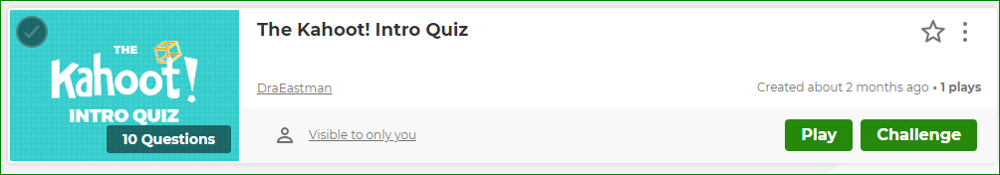 THE
Kahoot!
INTRO QUIZ
10 Questions
The Kahoot! Intro Quiz
DraEastman
Created about 2 months ago • 1 plays
Visible to only you
Play
Challenge